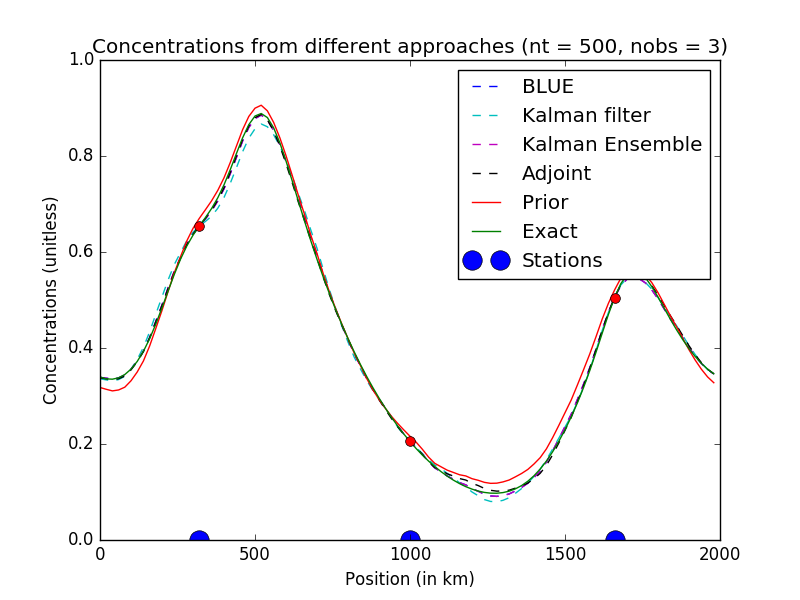 Concentrations from different approaches (nt = 500, nobs = 3)
1.0
0.8
0.6
0.4
0.2
0.0
Concentrations (unitless)
BLUE
Kalman filter
Kalman Ensemble
Adjoint
Prior
Exact
Stations
0 500 1000 1500 2000
Position (in km)